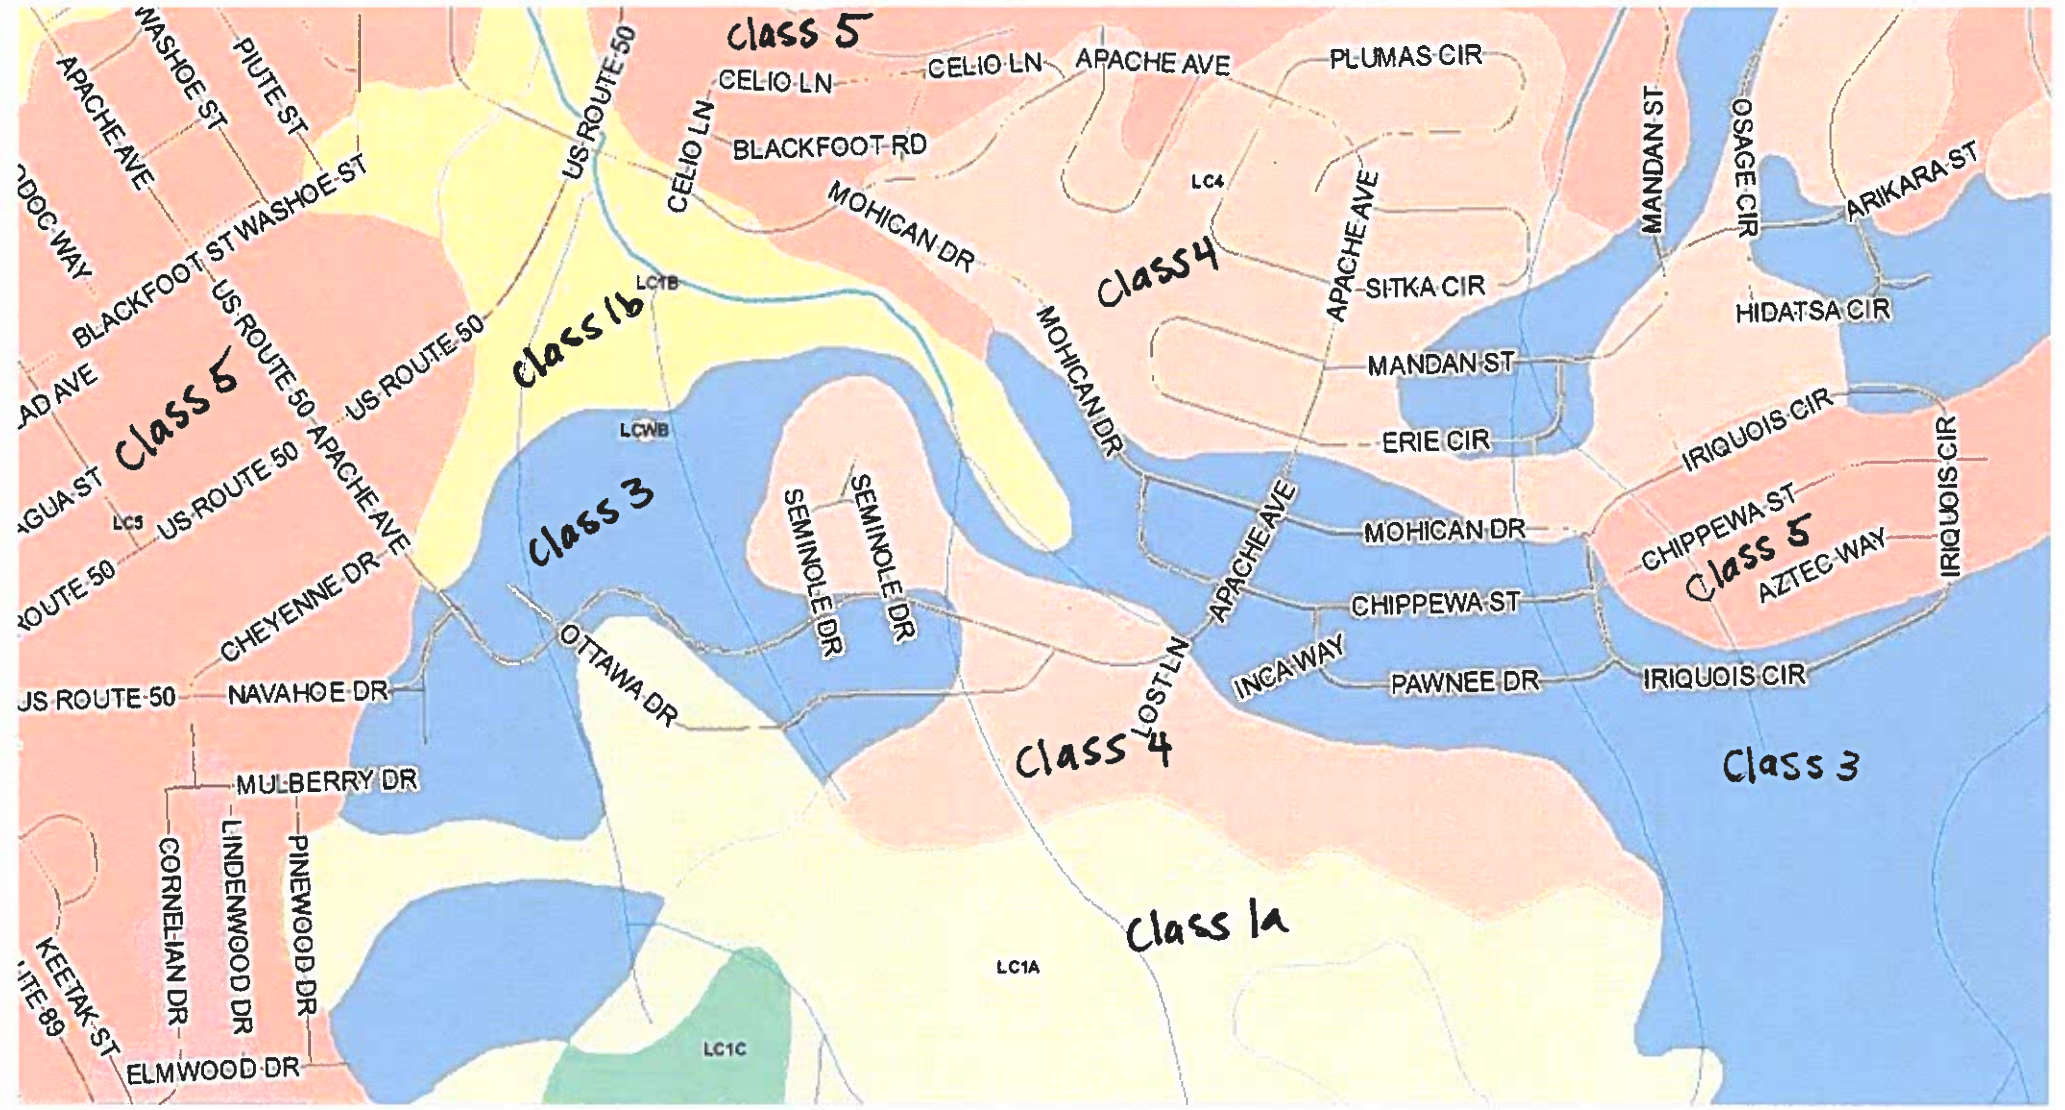 WASHOE ST
PIUTE ST
APACHE AVE
US ROUTE 50
Class 5
CELIO LN
CELIO LN
APACHE AVE
PLUMAS CIR
CELIO LN
BLACKFOOT RD
MANDAN ST
OSAGE CIR
ARIKARA ST
LC4
MOHICAN DR
APACHE AVE
BLACKFOOT ST
WASHOE ST
Class 4
SITKA CIR
HIDATSA CIR
LC1B
Class 1b
US ROUTE 50
US ROUTE 50
MOHICAN DR
MANDAN ST
Class 5
LCWB
ERIE CIR
IRIQUOIS CIR
IRIQUOIS CIR
US ROUTE 50
LC5
APACHE AVE
Class 3
SEMINOLE DR
SEMINOLE DR
APACHE AVE
MOHICAN DR
CHIPPEWA ST
Class 5
AZTEC WAY
ROUTE 50
CHEYENNE DR
CHIPPEWA ST
OTTAWA DR
INCA WAY
PAWNEE DR
IRIQUOIS CIR
US ROUTE 50
NAVAHOE DR
LOST LN
Class 4
Class 3
MULBERRY DR
CORNELIAN DR
LINDENWOOD DR
PINEWOOD DR
Class 1a
LC1A
KEETAK ST
LC1C
ELMWOOD DR